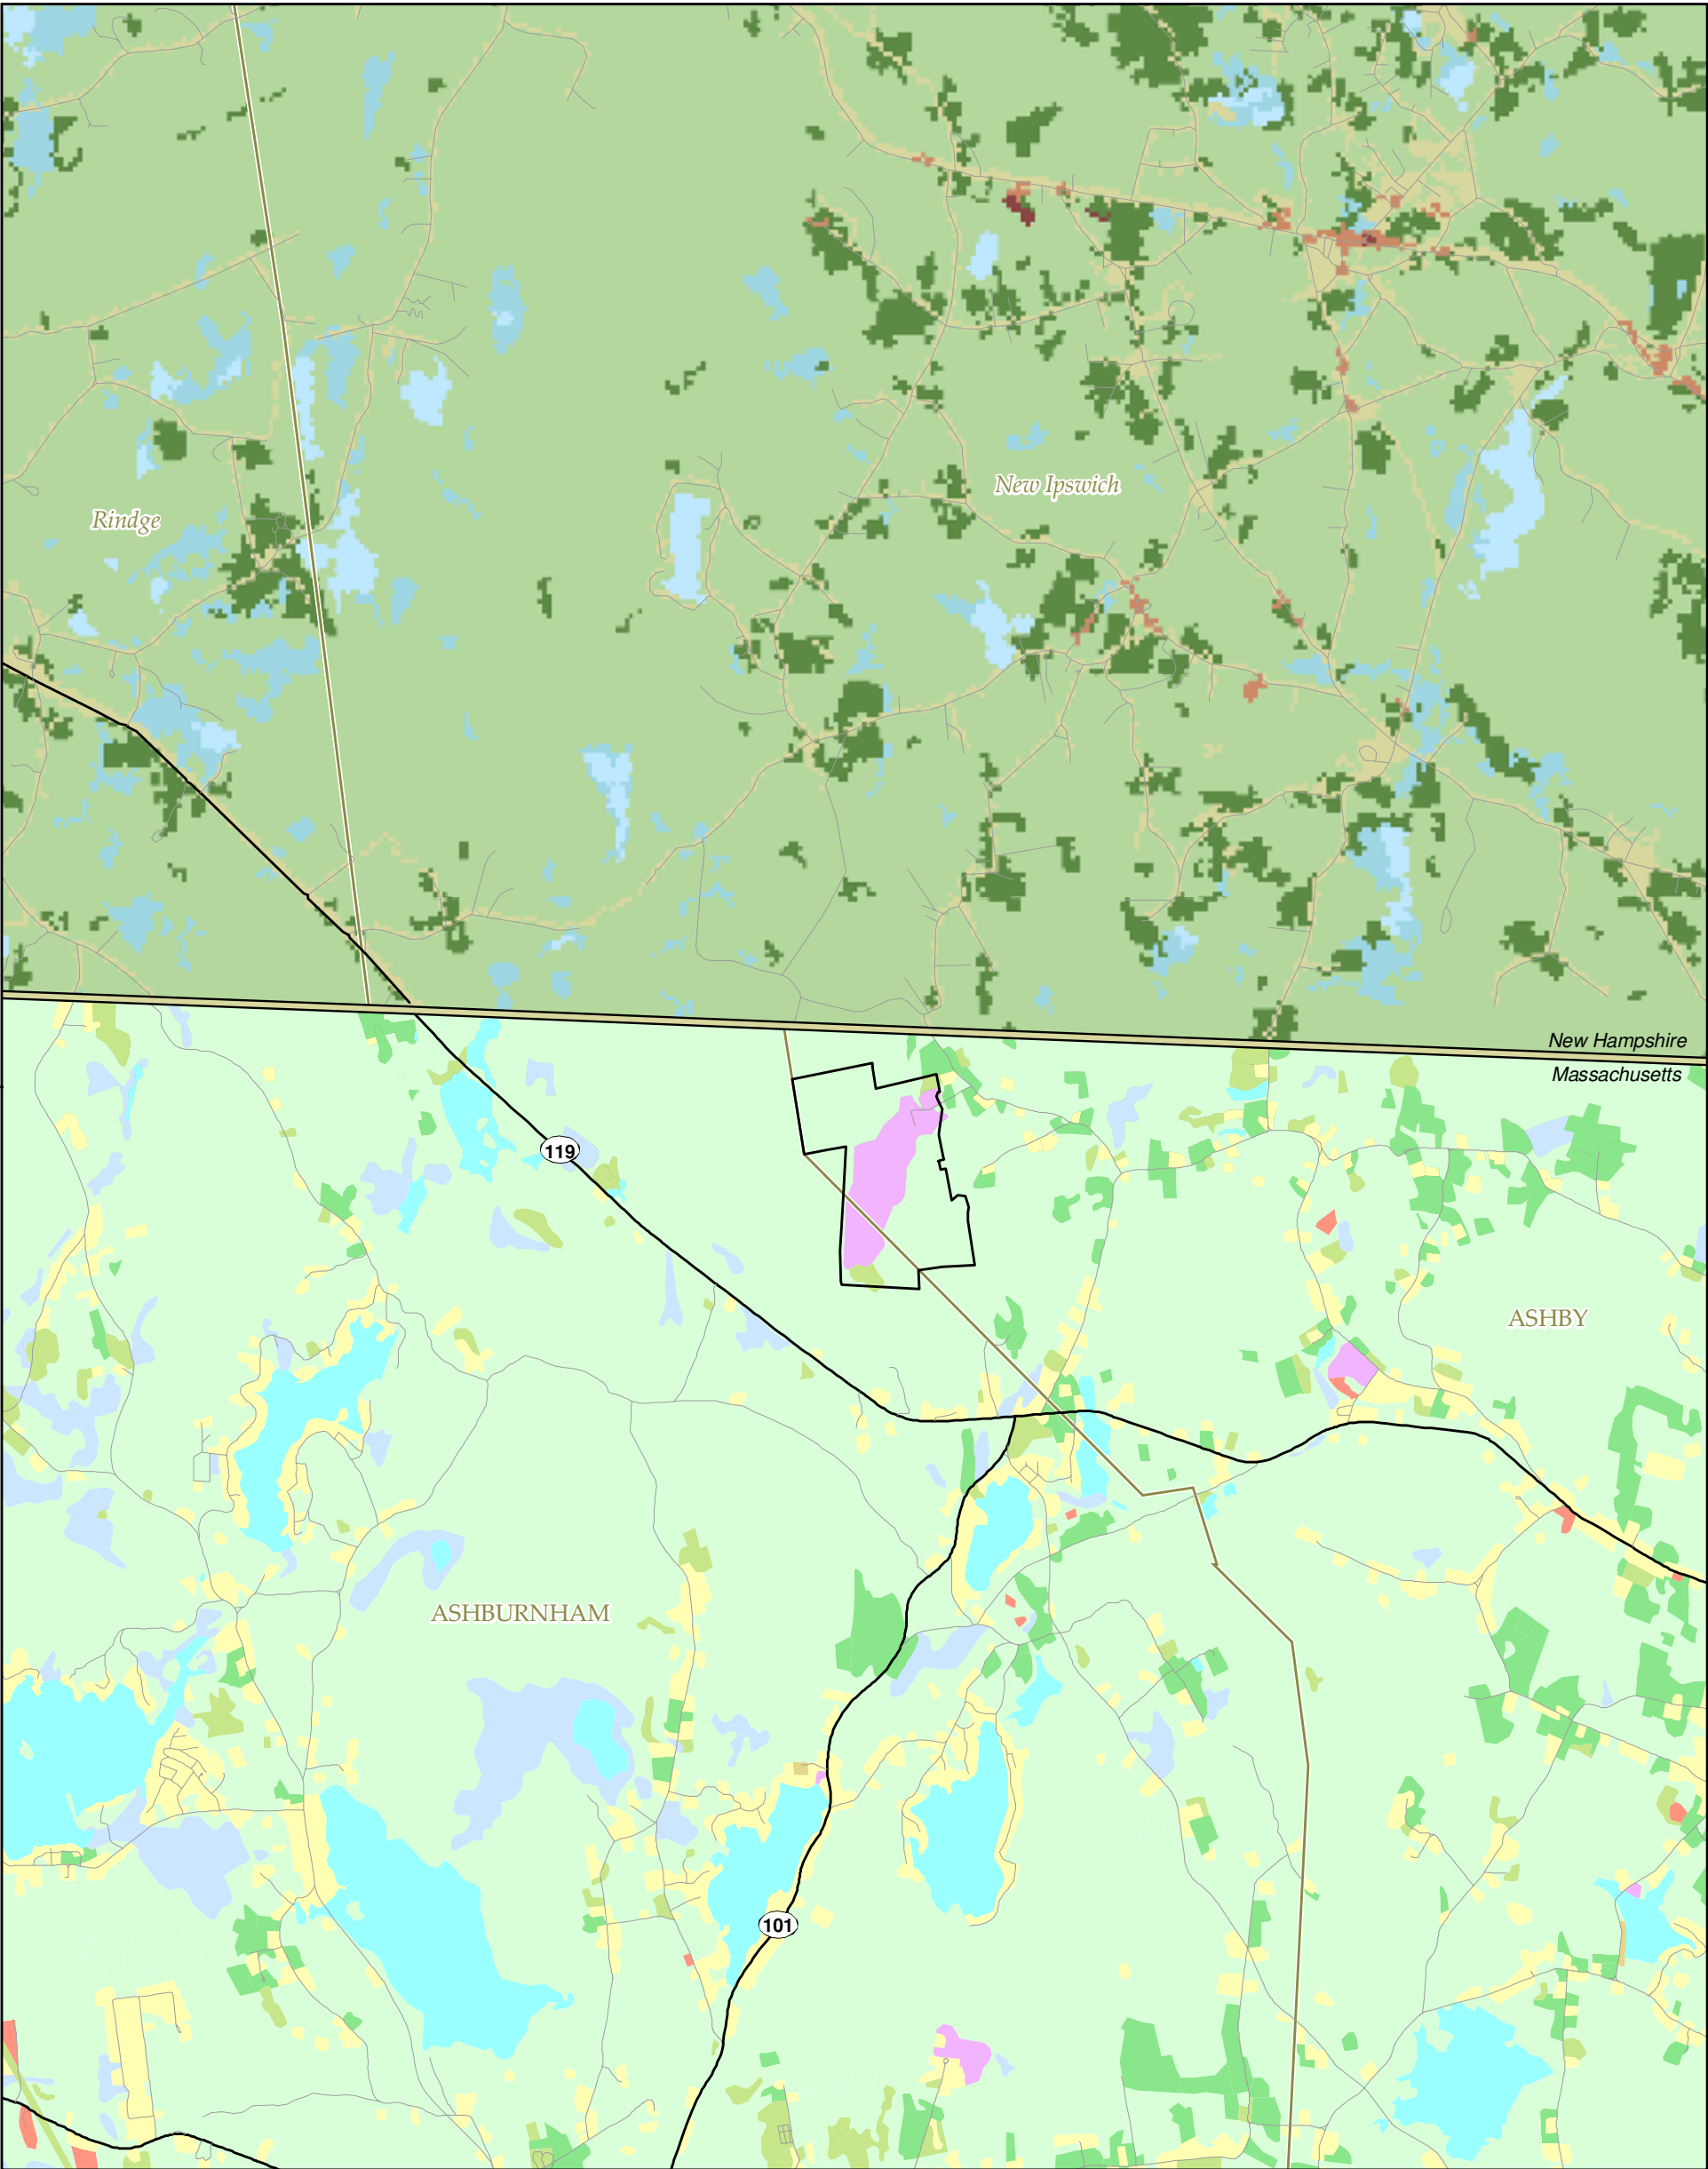 New Ipswich
Rindge
New Hampshire
Massachusetts
119
ASHBY
ASHBURNHAM
101